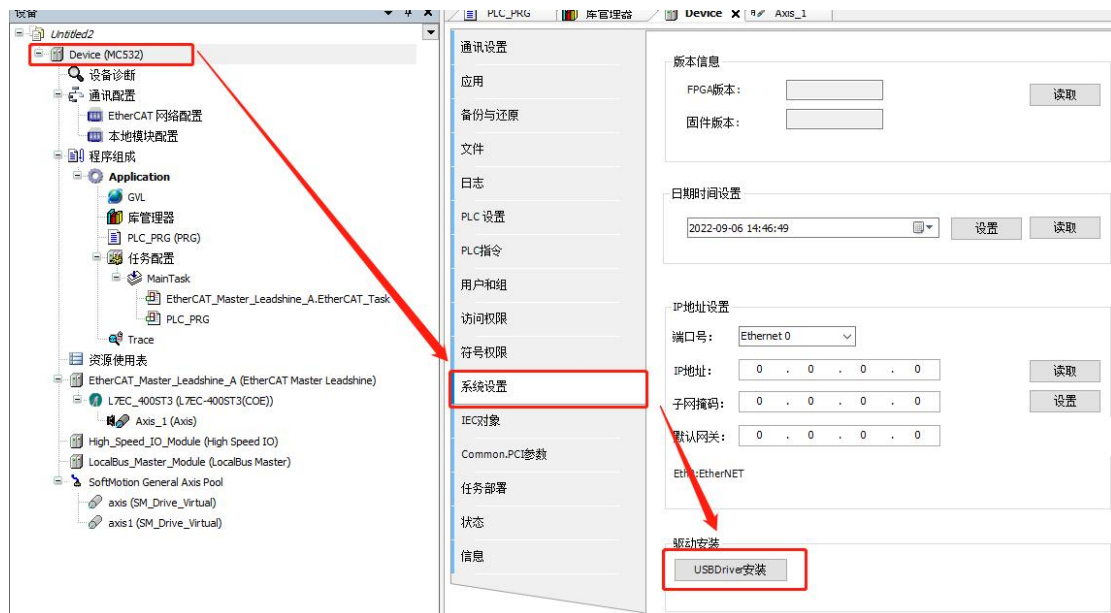 设备
Untitled2
Device (MC532)
设备诊断
通讯配置
EtherCAT 网络配置
本地模块配置
程序组成
Application
GVL
库管理器
PLC_PRG (PRG)
任务配置
MainTask
EtherCAT_Master_Leadshine_A.EtherCAT_Task
PLC_PRG
Trace
资源使用表
EtherCAT_Master_Leadshine_A (EtherCAT Master Leadshine)
L7EC_400ST3 (L7EC-400ST3(COE))
Axis_1 (Axis)
High_Speed_IO_Module (High Speed IO)
LocalBus_Master_Module (LocalBus Master)
SoftMotion General Axis Pool
axis (SM_Drive_Virtual)
axis1 (SM_Drive_Virtual)
PLC_PRG 库管理器 Device Axis_1
通讯设置
应用
备份与还原
文件
日志
PLC 设置
PLC指令
用户和组
访问权限
符号权限
系统设置
IEC对象
Common.PCI参数
任务部署
状态
信息
版本信息
FPGA版本:
读取
固件版本:
日期时间设置
2022-09-06 14:46:49 设置 读取
IP地址设置
端口号: Ethernet 0
IP地址: 0 . 0 . 0 . 0 读取
子网掩码: 0 . 0 . 0 . 0 设置
默认网关: 0 . 0 . 0 . 0
Eth0:EtherNET
驱动安装
USBDriver安装